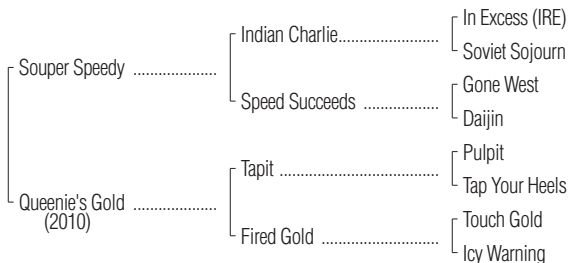 In Excess (IRE)
Indian Charlie.......................
Soviet Sojourn
Souper Speedy ...................
Gone West
Speed Succeeds .................
Daijin
Pulpit
Tapit ....................................
Tap Your Heels
Queenie's Gold ...................
(2010)
Touch Gold
Fired Gold ...........................
Icy Warning